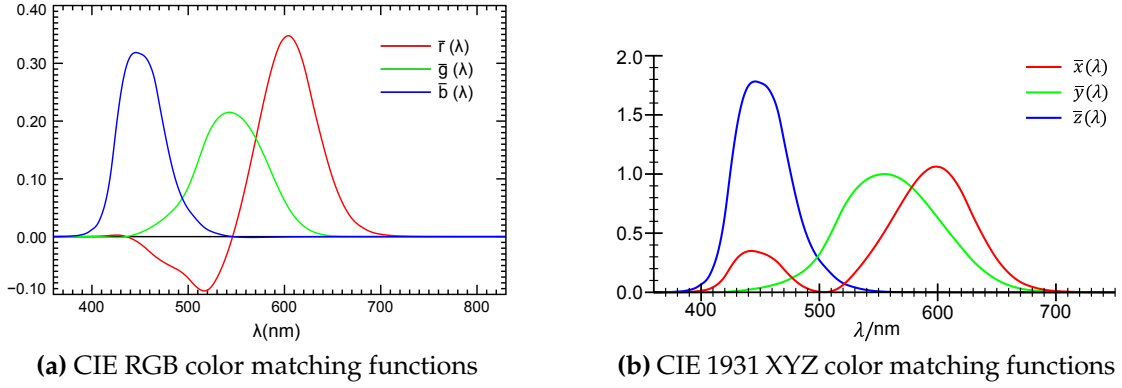 0.40
0.30
0.20
0.10
0.00
−0.10
r̄ (λ)
ḡ (λ)
b̄ (λ)
400 500 600 700 800
λ(nm)
(a) CIE RGB color matching functions
2.0
1.5
1.0
0.5
0.0
x̄(λ)
ȳ(λ)
z̄(λ)
400 500 600 700
λ/nm
(b) CIE 1931 XYZ color matching functions